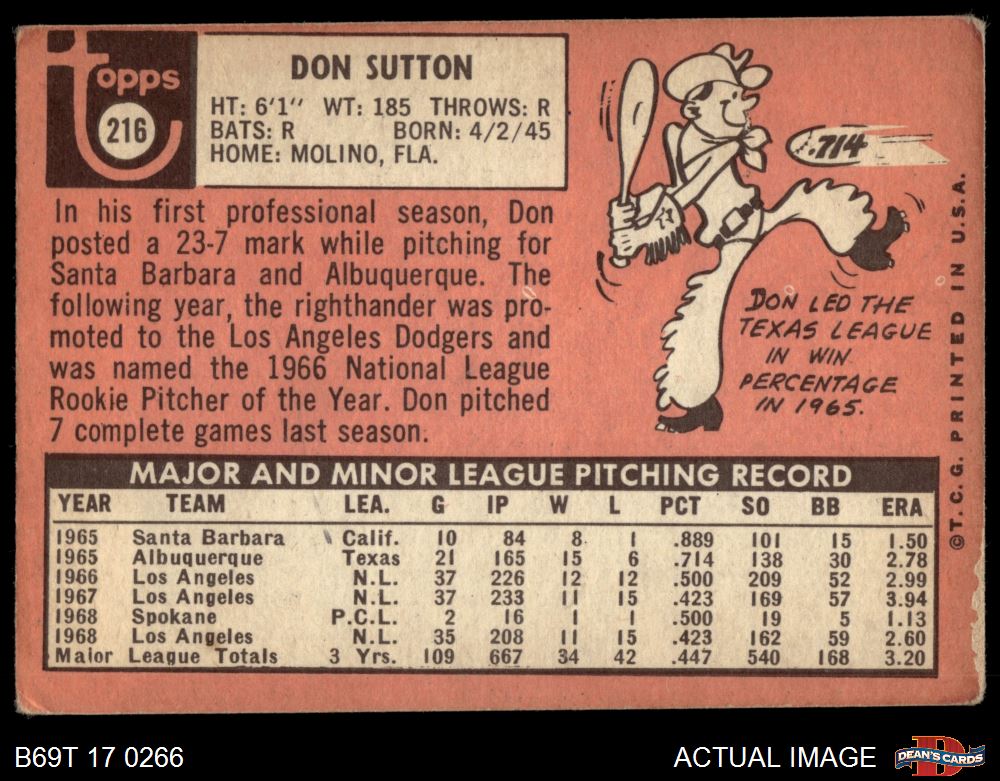 Topps
216
DON SUTTON
HT: 6'1" WT: 185 THROWS: R
BATS: R BORN: 4/2/45
HOME: MOLINO, FLA.
In his first professional season, Don
posted a 23-7 mark while pitching for
Santa Barbara and Albuquerque. The
following year, the righthander was pro-
moted to the Los Angeles Dodgers and
was named the 1966 National League
Rookie Pitcher of the Year. Don pitched
7 complete games last season.
.714
DON LED THE
TEXAS LEAGUE
IN WIN
PERCENTAGE
IN 1965.
©T.C.G. PRINTED IN U.S.A.
MAJOR AND MINOR LEAGUE PITCHING RECORD
YEAR TEAM LEA. G IP W L PCT SO BB ERA
1965 Santa Barbara Calif. 10 84 8 1 .889 101 15 1.50
1965 Albuquerque Texas 21 165 15 6 .714 138 30 2.78
1966 Los Angeles N.L. 37 226 12 12 .500 209 52 2.99
1967 Los Angeles N.L. 37 233 11 15 .423 169 57 3.94
1968 Spokane P.C.L. 2 16 1 1 .500 19 5 1.13
1968 Los Angeles N.L. 35 208 11 15 .423 162 59 2.60
Major League Totals 3 Yrs. 109 667 34 42 .447 540 168 3.20
B69T 17 0266
ACTUAL IMAGE
D
DEAN'S CARDS